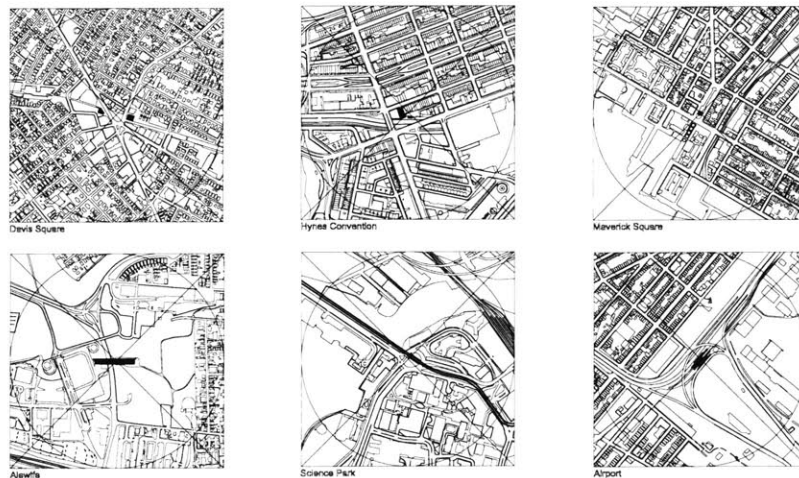 Davis Square
Hynes Convention
Maverick Square
Alewife
Science Park
Airport